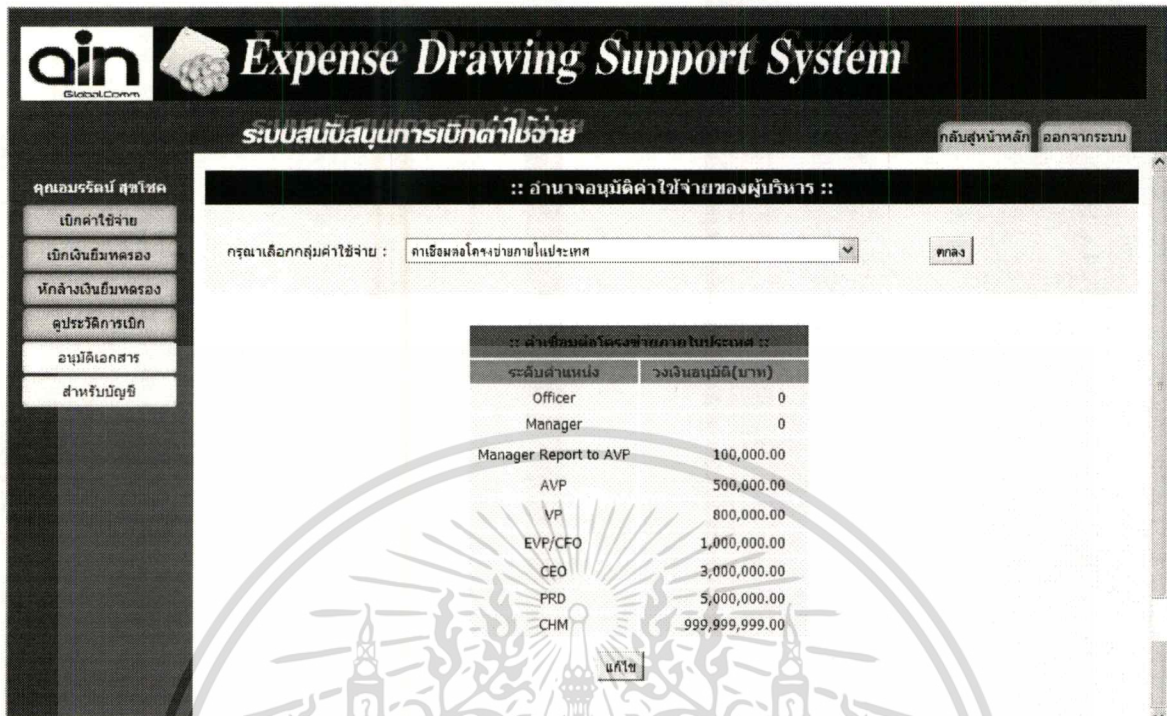 ain
Global.Comm
Expense Drawing Support System
ระบบสนับสนุนการเบิกค่าใช้จ่าย
กลับสู่หน้าหลัก ออกจากระบบ
คุณอมรรัตน์ สุขโชค
เบิกค่าใช้จ่าย
เบิกเงินยืมทดรอง
หักล้างเงินยืมทดรอง
ดูประวัติการเบิก
อนุมัติเอกสาร
สำหรับบัญชี
:: อำนาจอนุมัติค่าใช้จ่ายของผู้บริหาร ::
กรุณาเลือกกลุ่มค่าใช้จ่าย : ค่าเชื่อมต่อโครงข่ายภายในประเทศ ตกลง
:: ค่าเชื่อมต่อโครงข่ายภายในประเทศ ::
ระดับตำแหน่ง วงเงินอนุมัติ(บาท)
Officer 0
Manager 0
Manager Report to AVP 100,000.00
AVP 500,000.00
VP 800,000.00
EVP/CFO 1,000,000.00
CEO 3,000,000.00
PRD 5,000,000.00
CHM 999,999,999.00
แก้ไข